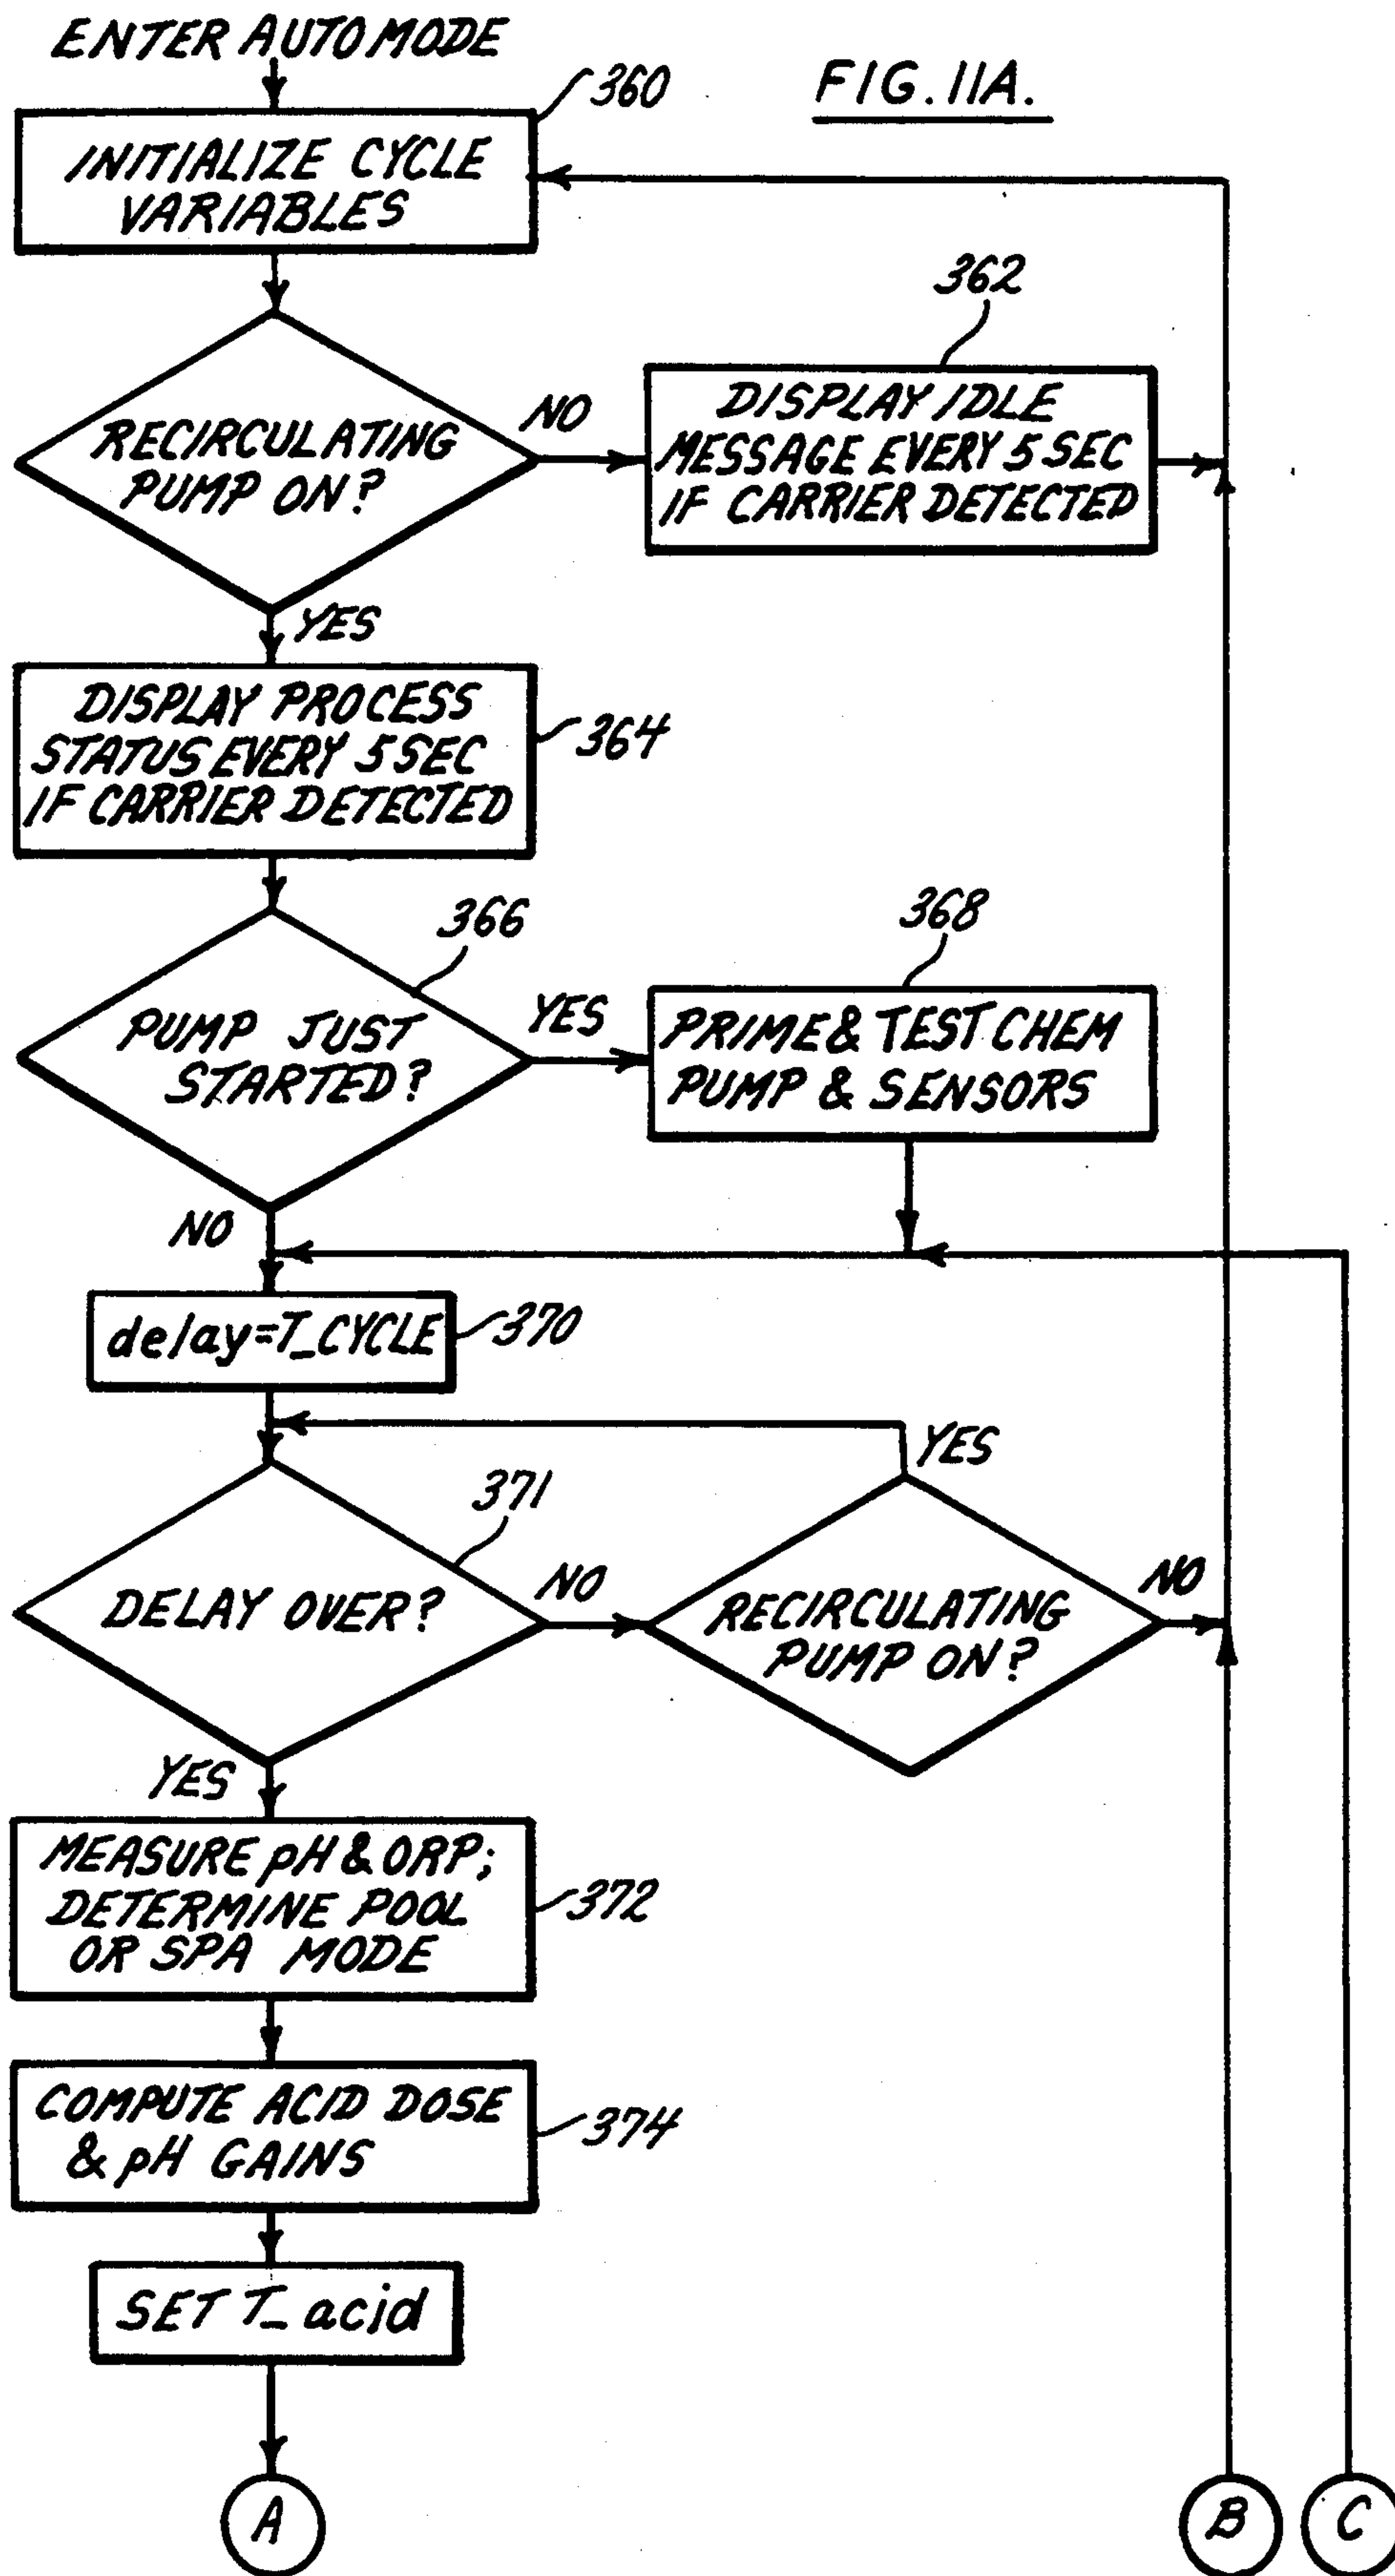 ENTER AUTO MODE
FIG. 11A.
360
INITIALIZE CYCLE
VARIABLES
362
RECIRCULATING
PUMP ON?
NO
DISPLAY IDLE
MESSAGE EVERY 5 SEC
IF CARRIER DETECTED
YES
DISPLAY PROCESS
STATUS EVERY 5 SEC
IF CARRIER DETECTED
364
366
368
PUMP JUST
STARTED?
YES
PRIME & TEST CHEM
PUMP & SENSORS
NO
delay=T_CYCLE
370
YES
371
DELAY OVER?
NO
RECIRCULATING
PUMP ON?
NO
YES
MEASURE pH & ORP;
DETERMINE POOL
OR SPA MODE
372
COMPUTE ACID DOSE
& pH GAINS
374
SET T_acid
A
B
C